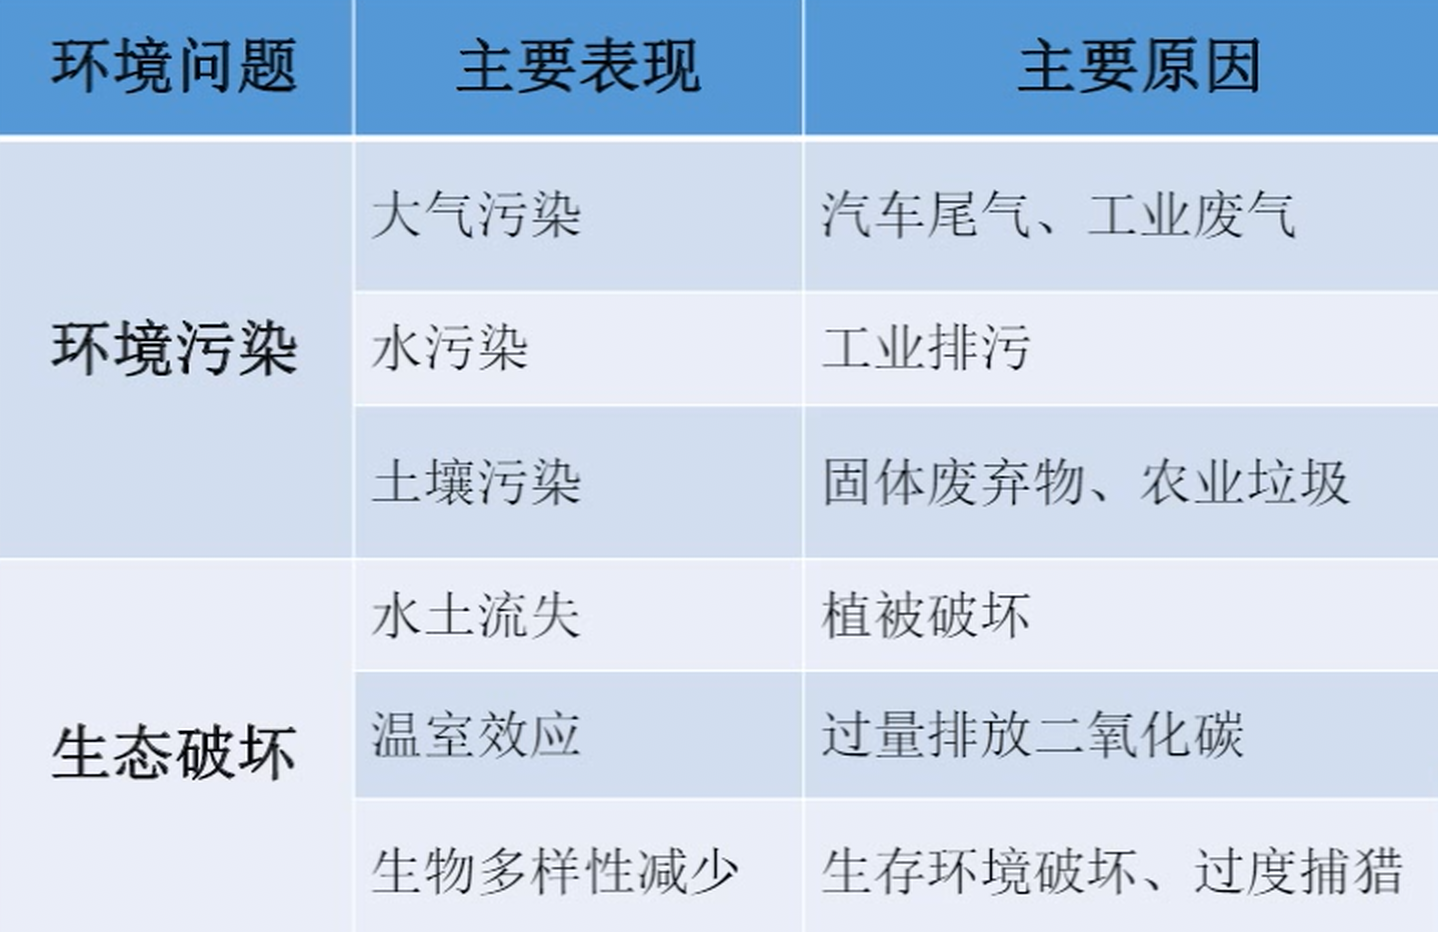 环境问题 主要表现 主要原因
大气污染 汽车尾气、工业废气
环境污染 水污染 工业排污
土壤污染 固体废弃物、农业垃圾
水土流失 植被破坏
生态破坏 温室效应 过量排放二氧化碳
生物多样性减少 生存环境破坏、过度捕猎